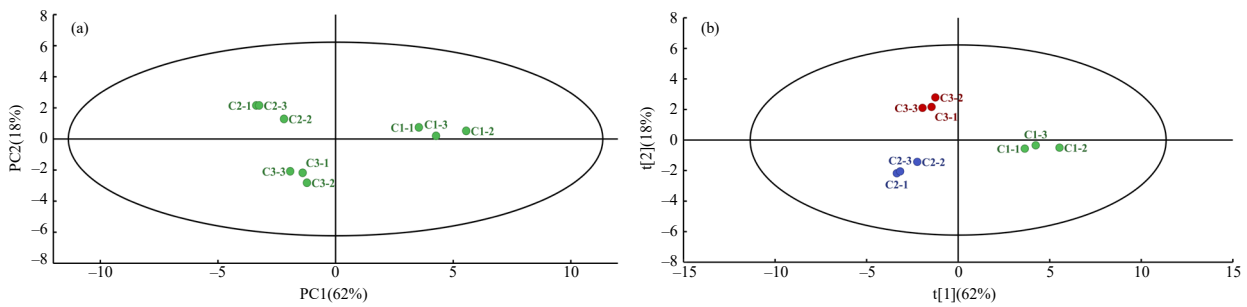 (a)
8
6
4
2
0
–2
–4
–6
–8
PC2(18%)
C2-1
C2-3
C2-2
C1-1
C1-3
C1-2
C3-3
C3-1
C3-2
–10
–5
0
5
10
PC1(62%)
(b)
8
6
4
2
0
–2
–4
–6
–8
t[2](18%)
C3-3
C3-2
C3-1
C1-3
C1-1
C1-2
C2-3
C2-2
C2-1
–15
–10
–5
0
5
10
15
t[1](62%)